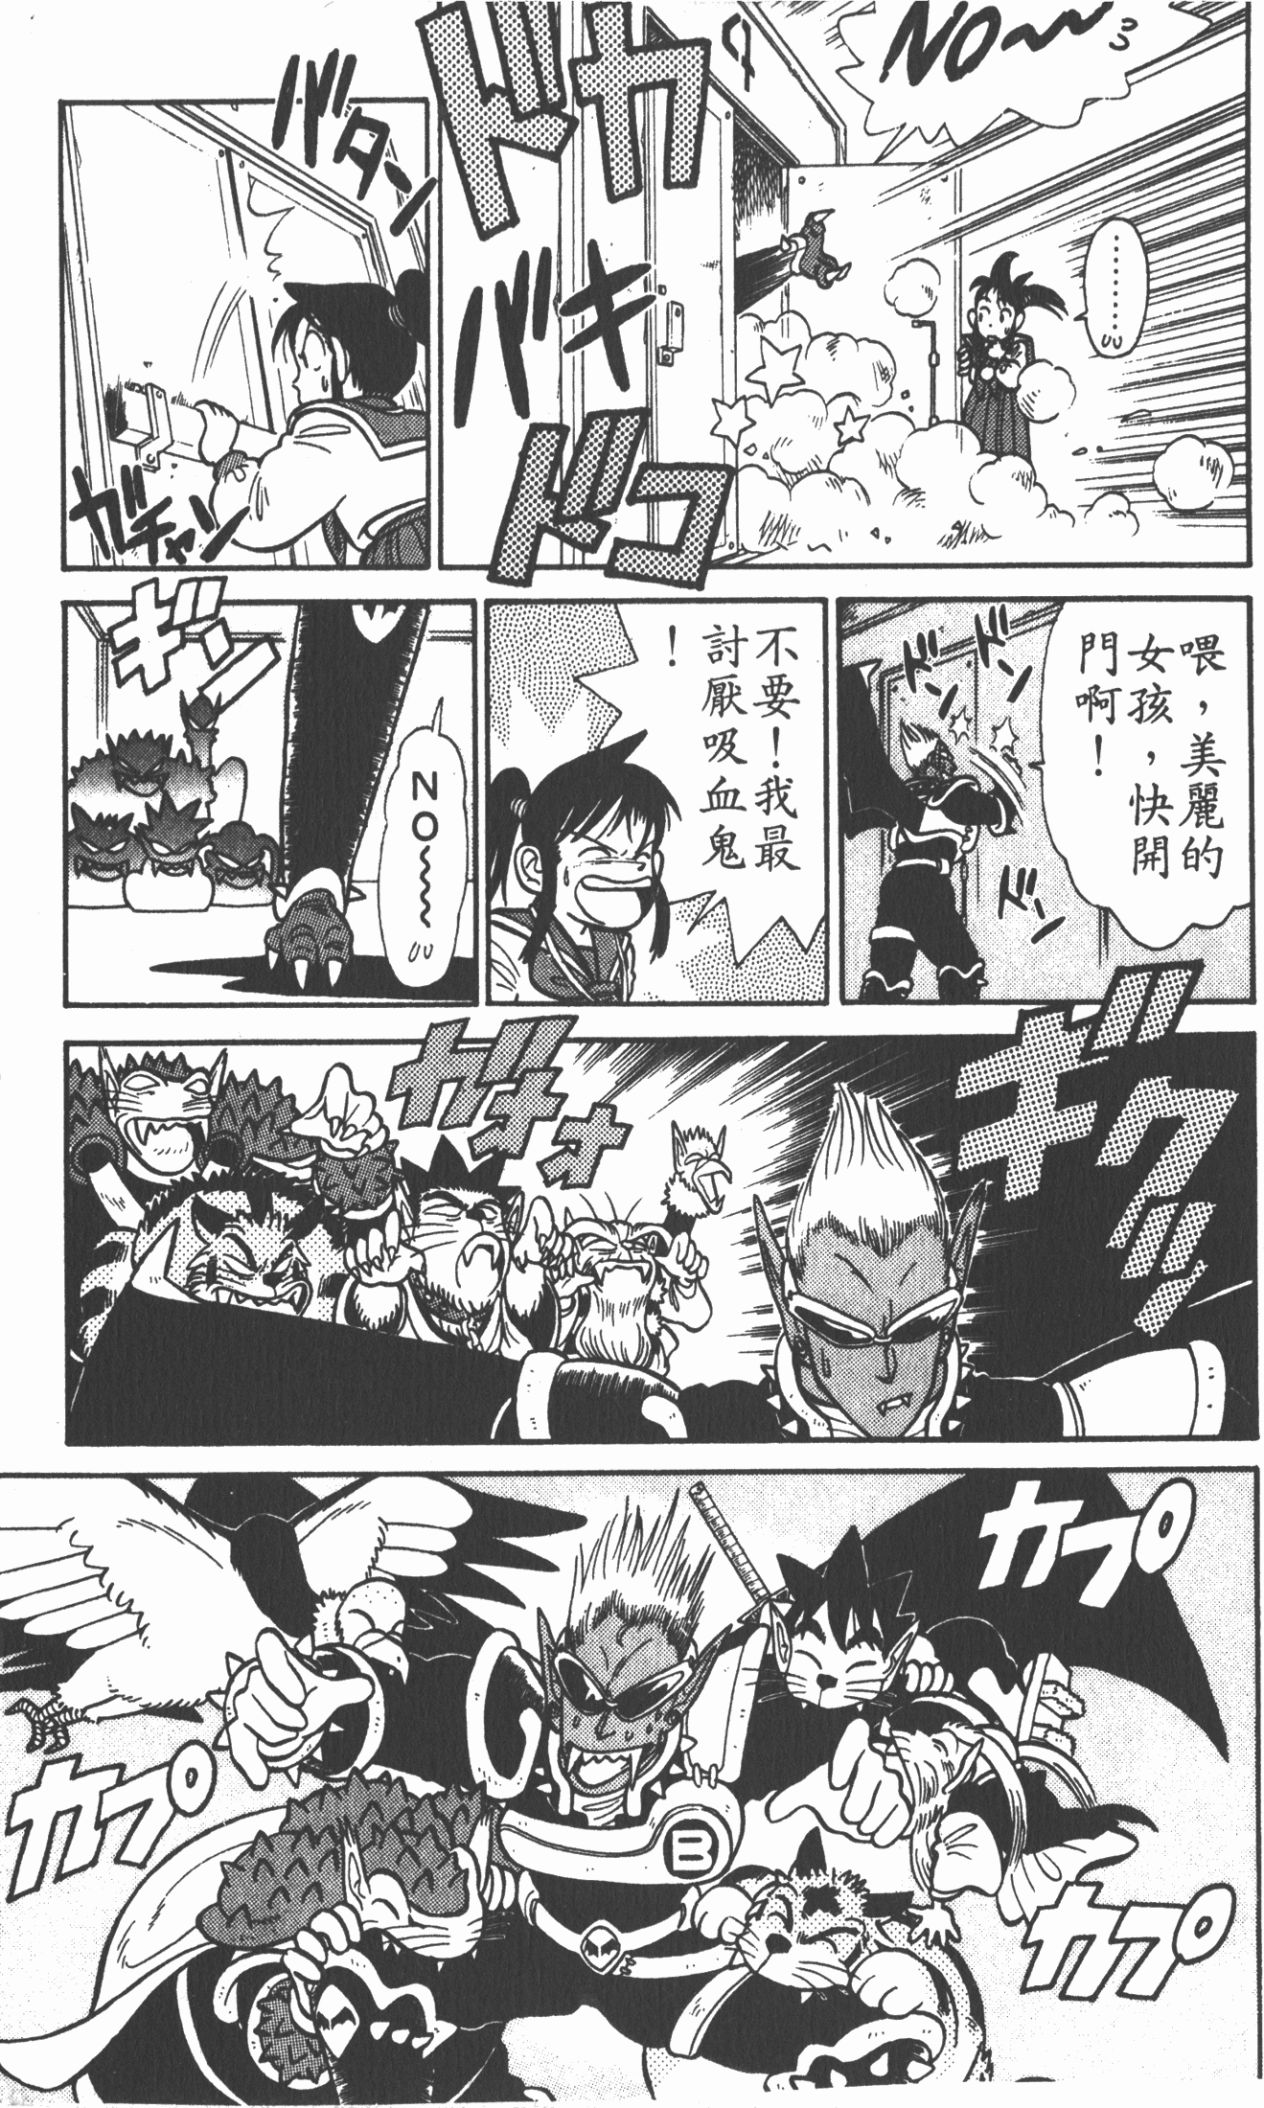 NO〜〜
………
ドカ
バキ
ドコ
バタン
ガチャン
喂，美麗的
女孩，快開
門啊！
ドン
ドン
ドン
不要！我最
討厭吸血鬼
！
NO〜〜〜
ギン
ギクッ
ガオオオ
カプ
カプ
カプ
B